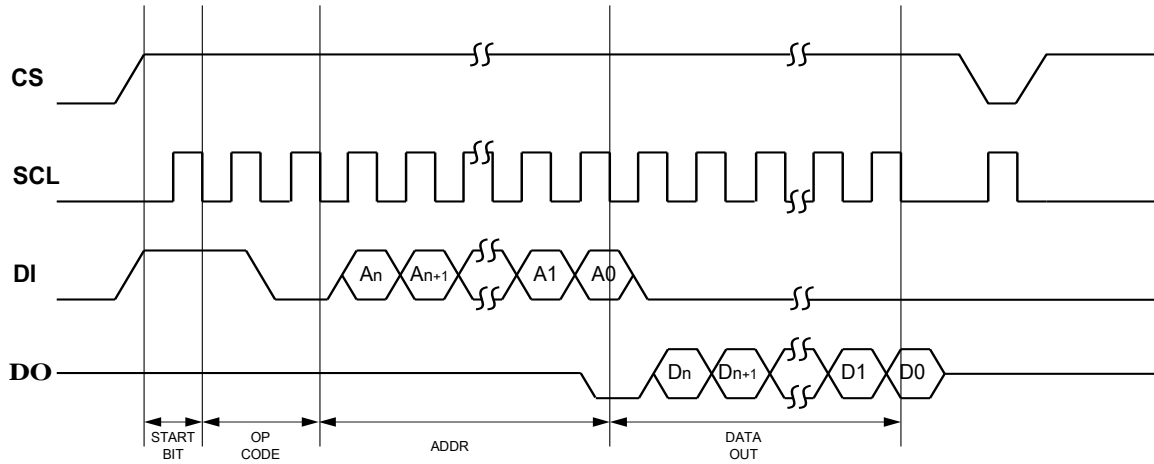 CS
SCL
DI
An
An+1
A1
A0
DO
Dn
Dn+1
D1
D0
START
BIT
OP
CODE
ADDR
DATA
OUT